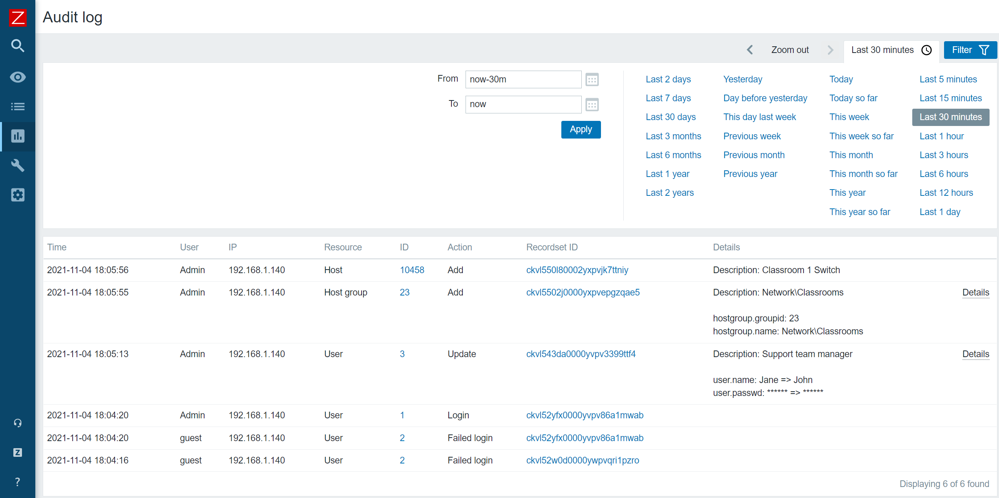 Z
Audit log
Zoom out
Last 30 minutes
Filter
From now-30m
To now
Apply
Last 2 days Yesterday Today Last 5 minutes
Last 7 days Day before yesterday Today so far Last 15 minutes
Last 30 days This day last week This week Last 30 minutes
Last 3 months Previous week This week so far Last 1 hour
Last 6 months Previous month This month Last 3 hours
Last 1 year Previous year This month so far Last 6 hours
Last 2 years This year Last 12 hours
This year so far Last 1 day
Time User IP Resource ID Action Recordset ID Details
2021-11-04 18:05:56 Admin 192.168.1.140 Host 10458 Add ckvl550l80002yxpvjk7ttniy Description: Classroom 1 Switch
2021-11-04 18:05:55 Admin 192.168.1.140 Host group 23 Add ckvl5502j0000yxpvepgzqae5 Description: Network\Classrooms Details
hostgroup.groupid: 23
hostgroup.name: Network\Classrooms
2021-11-04 18:05:13 Admin 192.168.1.140 User 3 Update ckvl543da0000yvpv3399ttf4 Description: Support team manager Details
user.name: Jane => John
user.passwd: ****** => ******
2021-11-04 18:04:20 Admin 192.168.1.140 User 1 Login ckvl52yfx0000yvpv86a1mwab
2021-11-04 18:04:20 guest 192.168.1.140 User 2 Failed login ckvl52yfx0000yvpv86a1mwab
2021-11-04 18:04:16 guest 192.168.1.140 User 2 Failed login ckvl52w0d0000ywpvqri1pzro
Z
?
Displaying 6 of 6 found